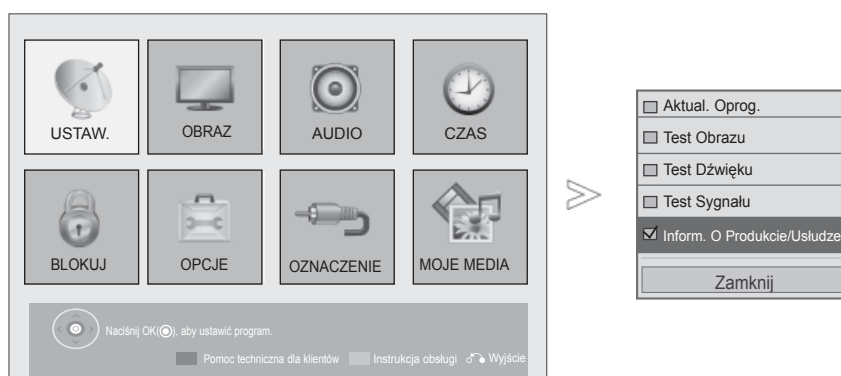 USTAW. OBRAZ AUDIO CZAS
BLOKUJ OPCJE OZNACZENIE MOJE MEDIA
Naciśnij OK(◉), aby ustawić program.
Pomoc techniczna dla klientów Instrukcja obsługi Wyjście
Aktual. Oprog.
Test Obrazu
Test Dźwięku
Test Sygnału
Inform. O Produkcie/Usłudze
Zamknij